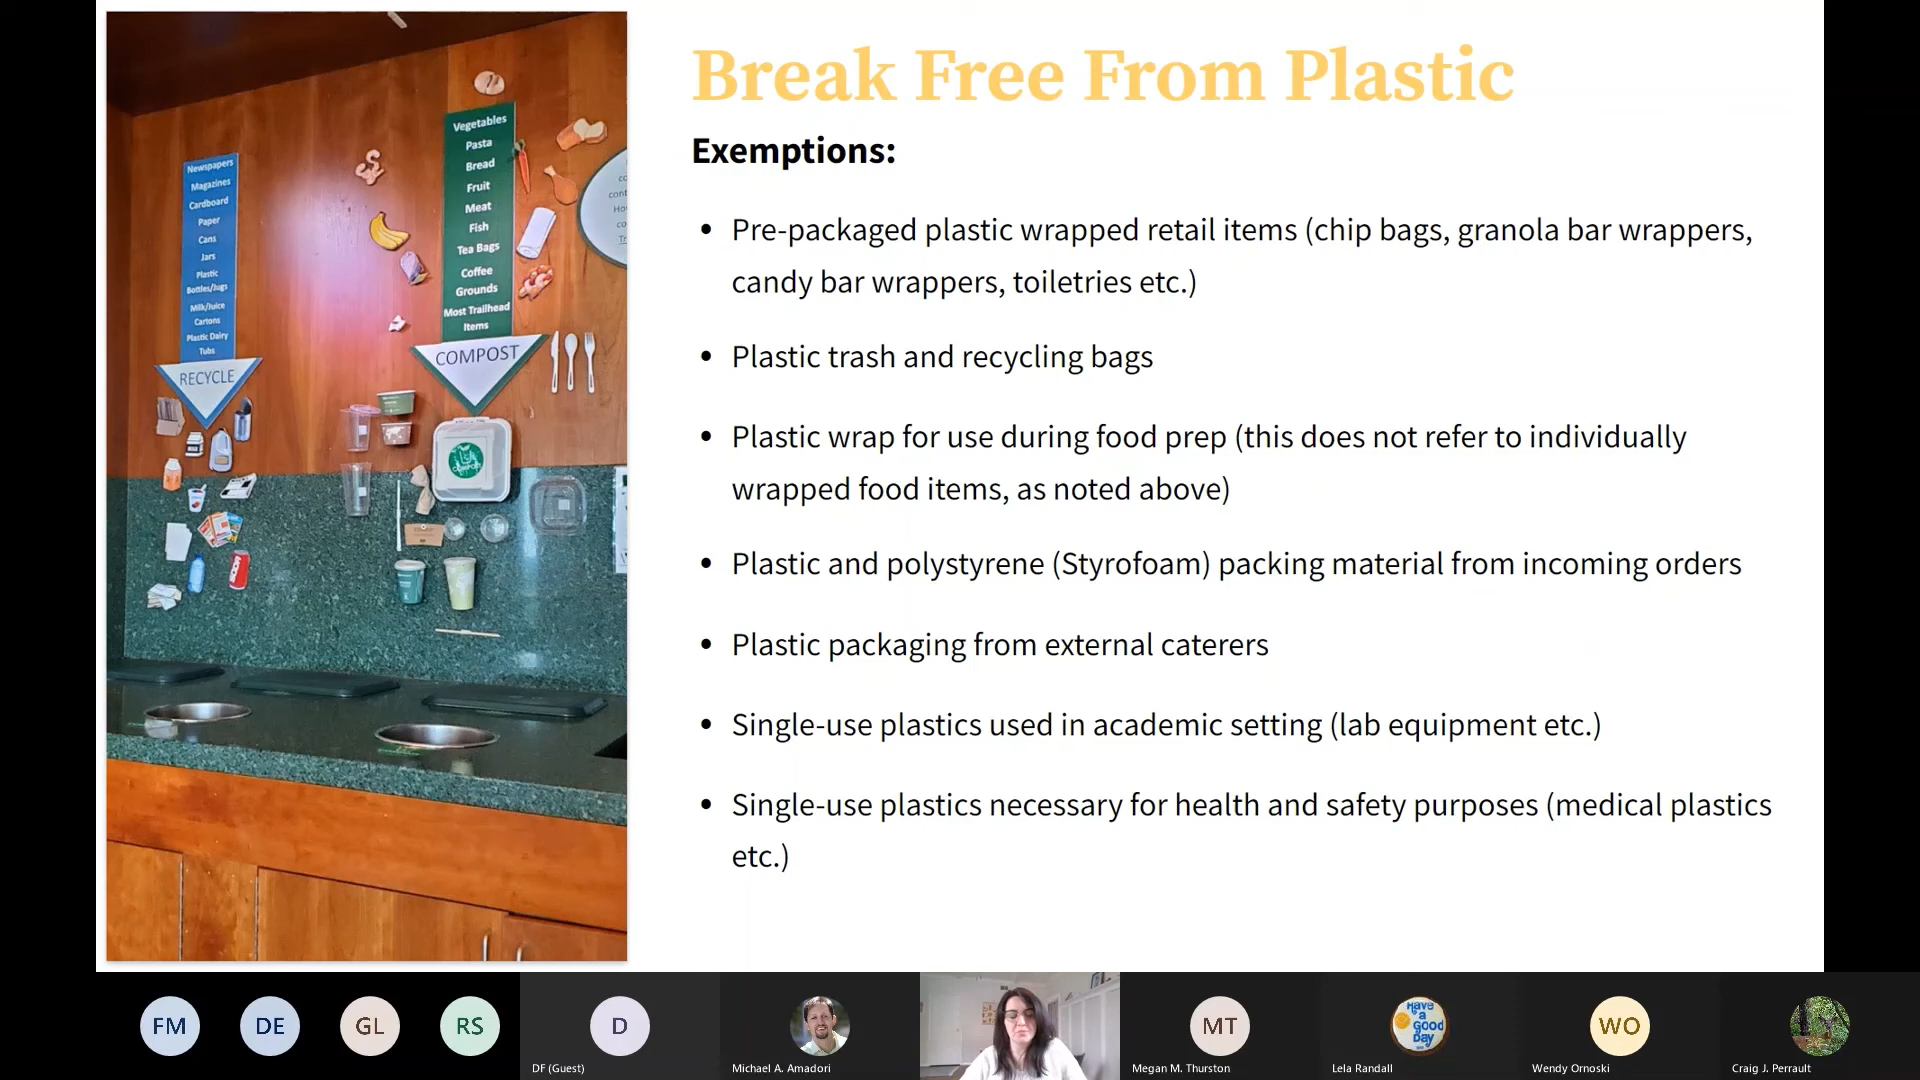 Break Free From Plastic
Exemptions:
• Pre-packaged plastic wrapped retail items (chip bags, granola bar wrappers,
candy bar wrappers, toiletries etc.)
• Plastic trash and recycling bags
• Plastic wrap for use during food prep (this does not refer to individually
wrapped food items, as noted above)
• Plastic and polystyrene (Styrofoam) packing material from incoming orders
• Plastic packaging from external caterers
• Single-use plastics used in academic setting (lab equipment etc.)
• Single-use plastics necessary for health and safety purposes (medical plastics
etc.)
Newspapers
Magazines
Cardboard
Paper
Cans
Jars
Plastic
Bottles/Jugs
Milk/Juice
Cartons
Plastic Dairy
Tubs
RECYCLE
Vegetables
Pasta
Bread
Fruit
Meat
Fish
Tea Bags
Coffee
Grounds
Most Trailhead
Items
COMPOST
FM
DE
GL
RS
D
DF (Guest)
Michael A. Amadori
MT
Megan M. Thurston
Have
a
good
Day
Lela Randall
WO
Wendy Ornoski
Craig J. Perrault